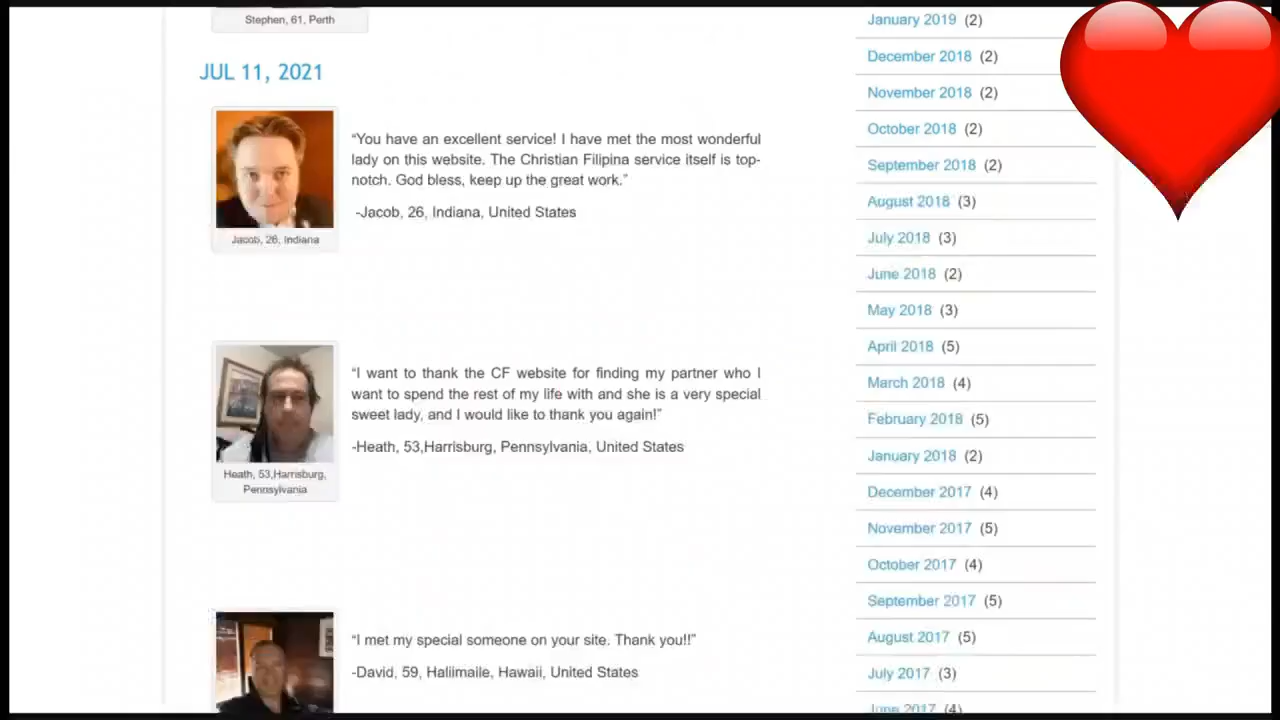 Stephen, 61, Perth
JUL 11, 2021
“You have an excellent service! I have met the most wonderful
lady on this website. The Christian Filipina service itself is top-
notch. God bless, keep up the great work.”
-Jacob, 26, Indiana, United States
Jacob, 26, Indiana
“I want to thank the CF website for finding my partner who I
want to spend the rest of my life with and she is a very special
sweet lady, and I would like to thank you again!”
-Heath, 53,Harrisburg, Pennsylvania, United States
Heath, 53,Harrisburg,
Pennsylvania
“I met my special someone on your site. Thank you!!”
-David, 59, Haliimaile, Hawaii, United States
January 2019 (2)
December 2018 (2)
November 2018 (2)
October 2018 (2)
September 2018 (2)
August 2018 (3)
July 2018 (3)
June 2018 (2)
May 2018 (3)
April 2018 (5)
March 2018 (4)
February 2018 (5)
January 2018 (2)
December 2017 (4)
November 2017 (5)
October 2017 (4)
September 2017 (5)
August 2017 (5)
July 2017 (3)
June 2017 (4)